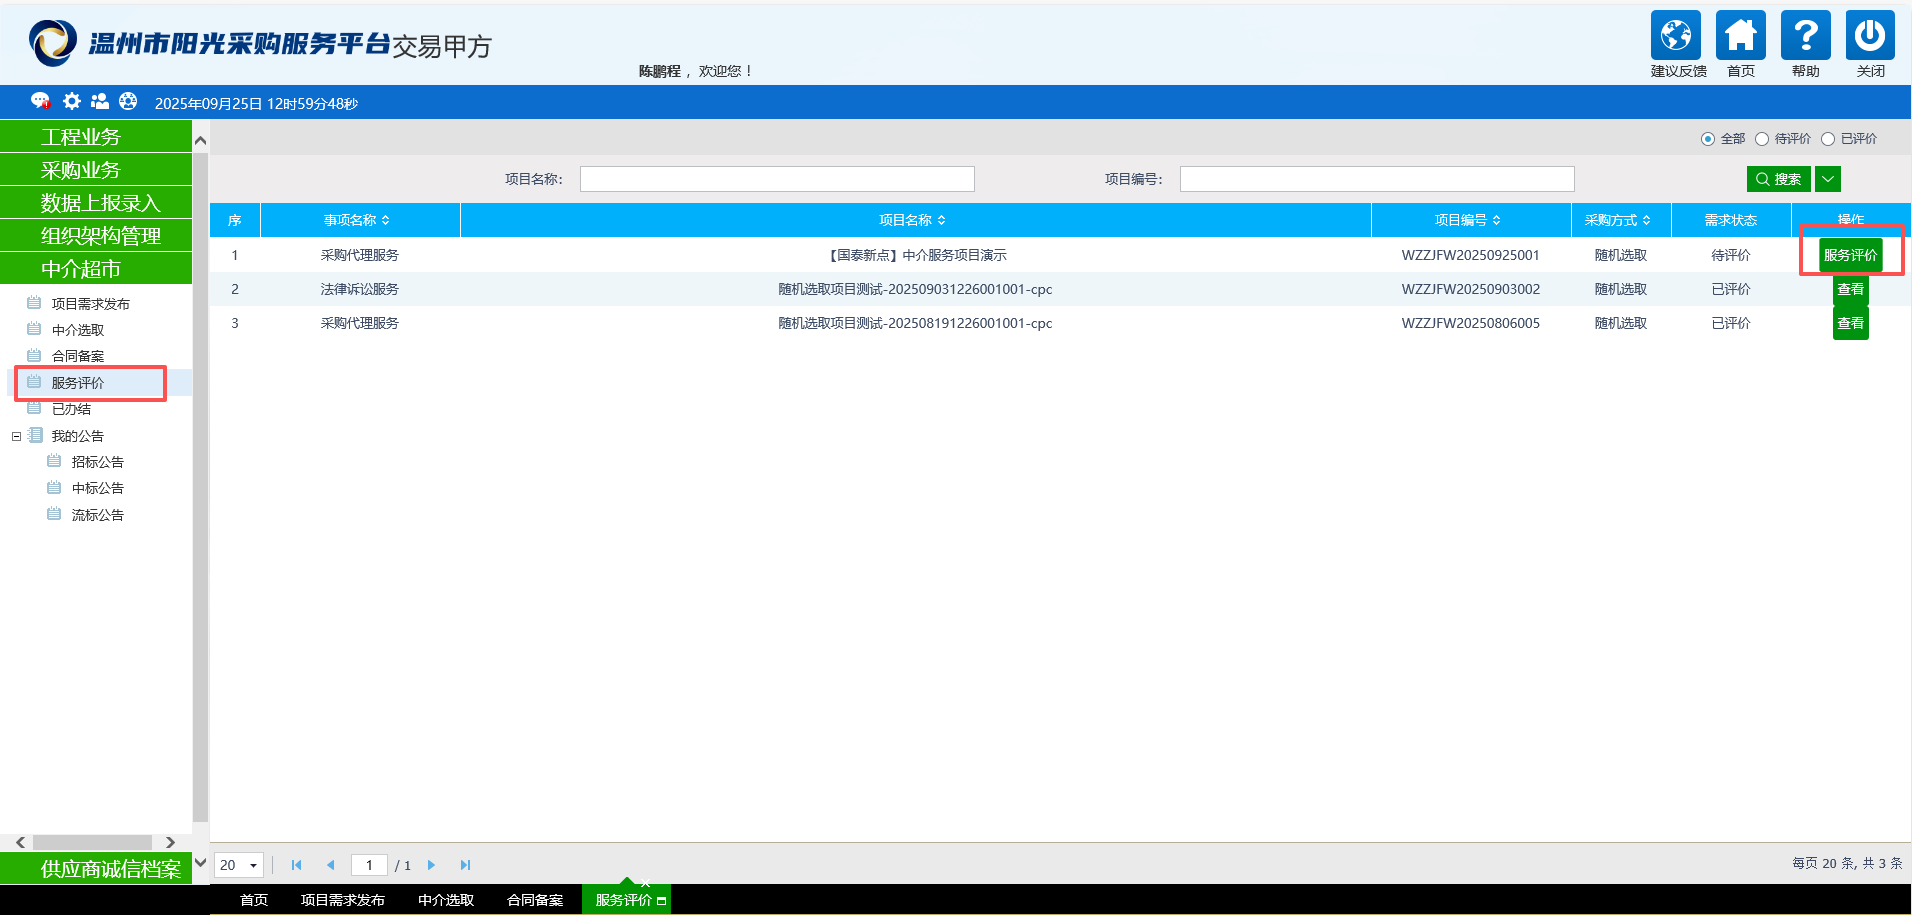 温州市阳光采购服务平台交易甲方
陈鹏程，欢迎您！
建议反馈 首页 帮助 关闭
2025年09月25日 12时59分48秒
工程业务
采购业务
数据上报录入
组织架构管理
中介超市
项目需求发布
中介选取
合同备案
服务评价
已办结
我的公告
招标公告
中标公告
流标公告
供应商诚信档案
全部 待评价 已评价
项目名称： 项目编号： 搜索
序 事项名称 项目名称 项目编号 采购方式 需求状态 操作
1 采购代理服务 【国泰新点】中介服务项目演示 WZZJFW20250925001 随机选取 待评价 服务评价
2 法律诉讼服务 随机选取项目测试-202509031226001001-cpc WZZJFW20250903002 随机选取 已评价 查看
3 采购代理服务 随机选取项目测试-202508191226001001-cpc WZZJFW20250806005 随机选取 已评价 查看
20 1 / 1 每页 20 条, 共 3 条
首页 项目需求发布 中介选取 合同备案 服务评价